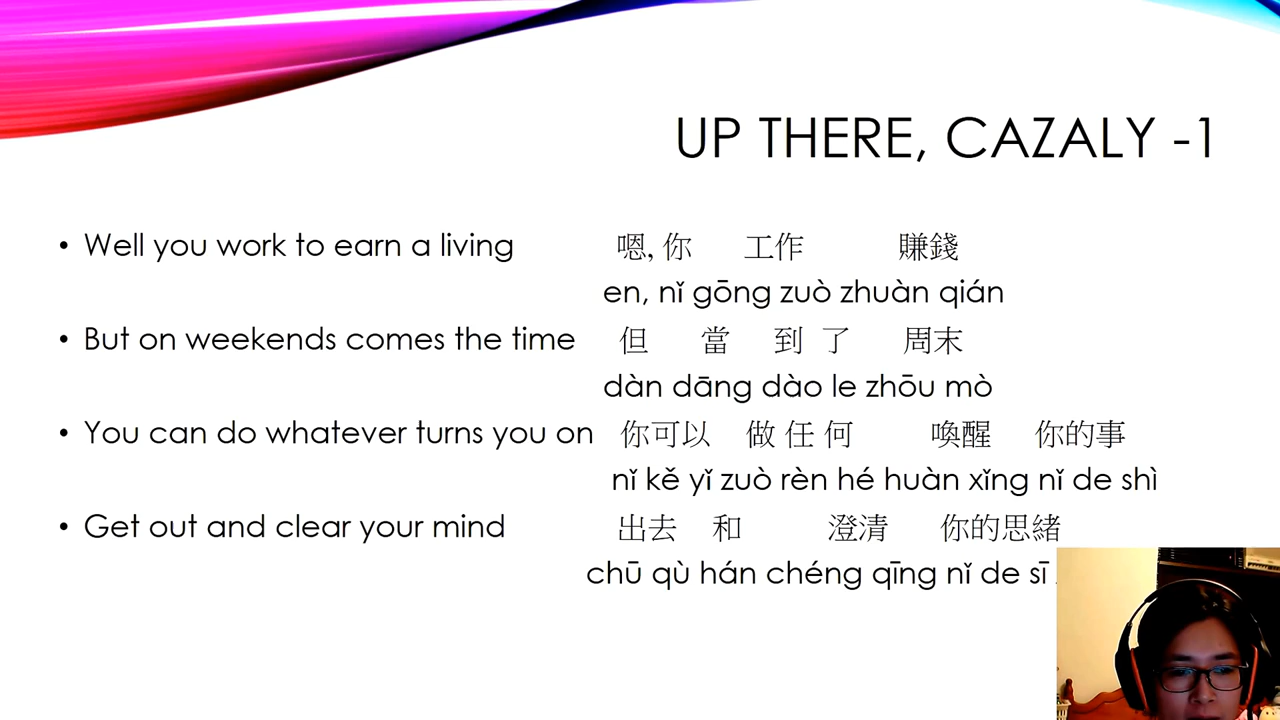 UP THERE, CAZALY -1
• Well you work to earn a living 嗯, 你 工作 賺錢
en, nǐ gōng zuò zhuàn qián
• But on weekends comes the time 但 當 到 了 周末
dàn dāng dào le zhōu mò
• You can do whatever turns you on 你可以 做 任 何 喚醒 你的事
nǐ kě yǐ zuò rèn hé huàn xǐng nǐ de shì
• Get out and clear your mind 出去 和 澄清 你的思緒
chū qù hán chéng qīng nǐ de sī